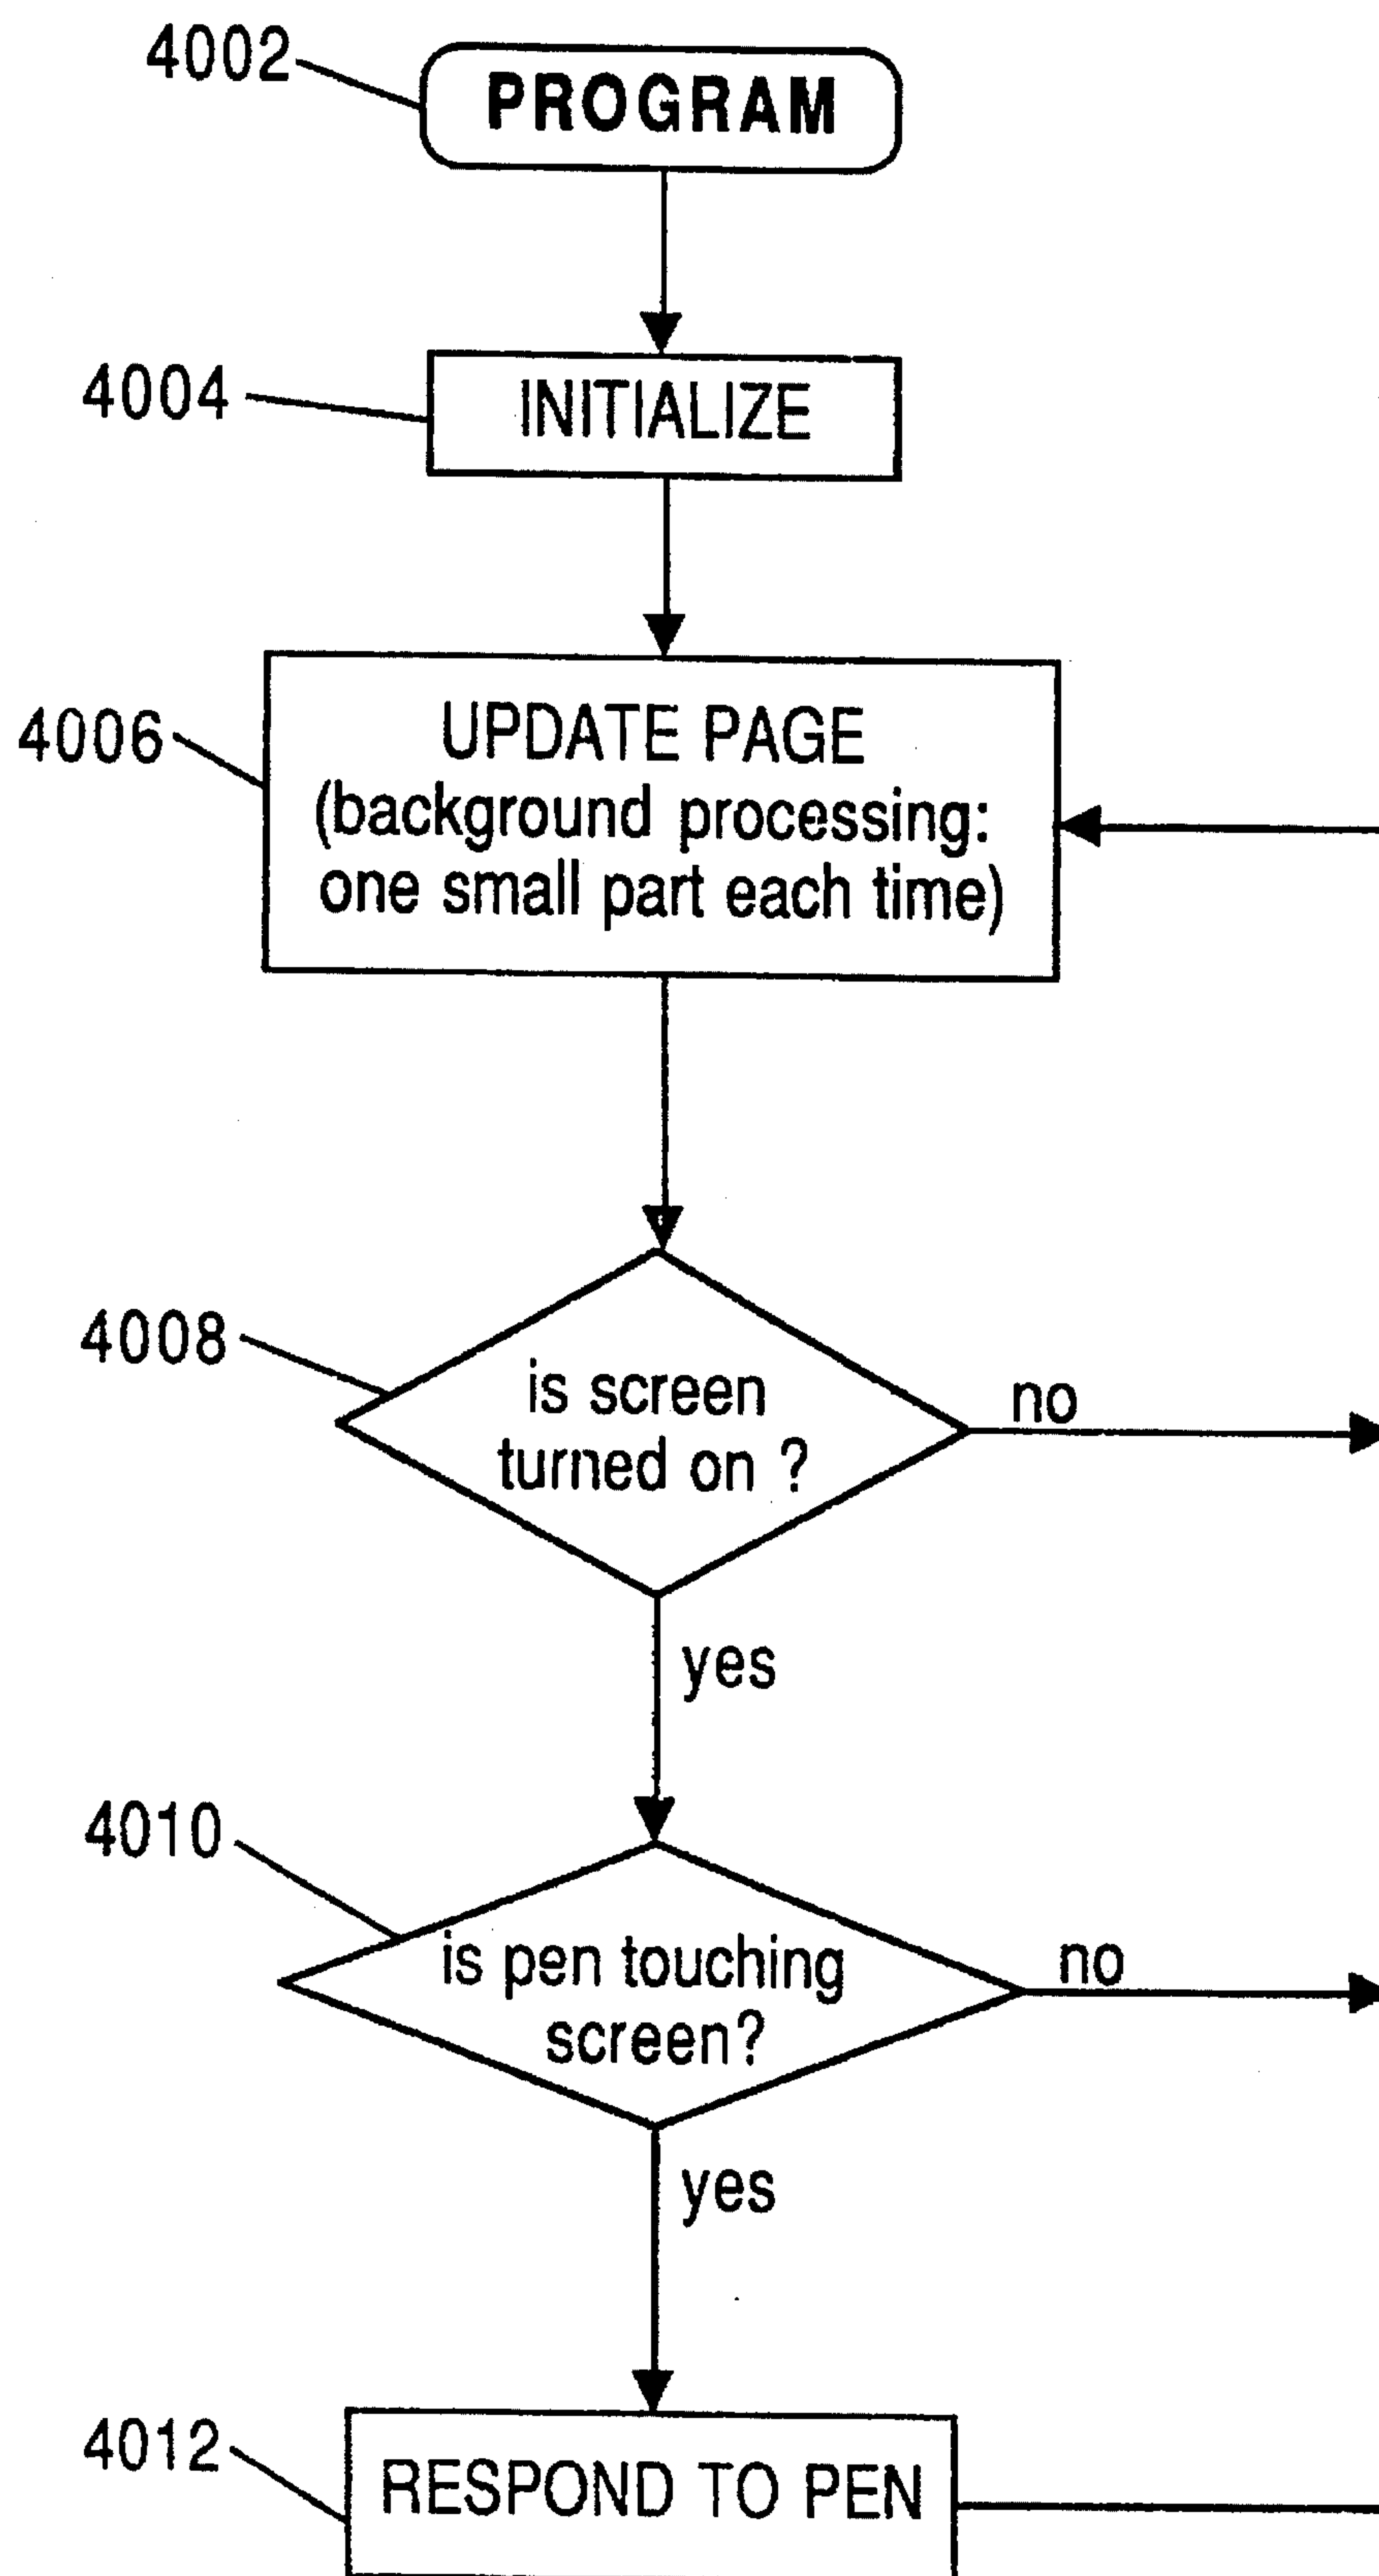 4002
PROGRAM
4004
INITIALIZE
4006
UPDATE PAGE
(background processing:
one small part each time)
4008
is screen
turned on ?
no
yes
4010
is pen touching
screen?
no
yes
4012
RESPOND TO PEN